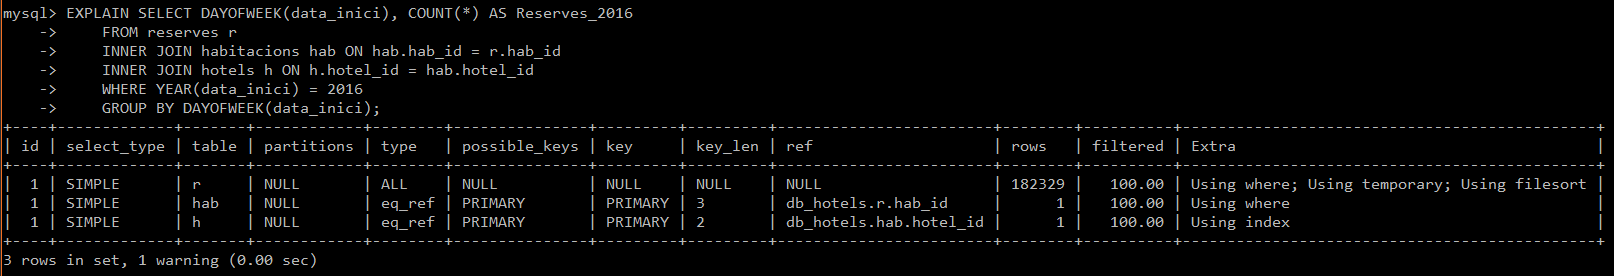 mysql> EXPLAIN SELECT DAYOFWEEK(data_inici), COUNT(*) AS Reserves_2016
    ->     FROM reserves r
    ->     INNER JOIN habitacions hab ON hab.hab_id = r.hab_id
    ->     INNER JOIN hotels h ON h.hotel_id = hab.hotel_id
    ->     WHERE YEAR(data_inici) = 2016
    ->     GROUP BY DAYOFWEEK(data_inici);
+----+-------------+-------+------------+--------+---------------+---------+---------+------------------------+--------+----------+----------------------------------------------+
| id | select_type | table | partitions | type   | possible_keys | key     | key_len | ref                    | rows   | filtered | Extra                                        |
+----+-------------+-------+------------+--------+---------------+---------+---------+------------------------+--------+----------+----------------------------------------------+
|  1 | SIMPLE      | r     | NULL       | ALL    | NULL          | NULL    | NULL    | NULL                   | 182329 |   100.00 | Using where; Using temporary; Using filesort |
|  1 | SIMPLE      | hab   | NULL       | eq_ref | PRIMARY       | PRIMARY | 3       | db_hotels.r.hab_id     |      1 |   100.00 | Using where                                  |
|  1 | SIMPLE      | h     | NULL       | eq_ref | PRIMARY       | PRIMARY | 2       | db_hotels.hab.hotel_id |      1 |   100.00 | Using index                                  |
+----+-------------+-------+------------+--------+---------------+---------+---------+------------------------+--------+----------+----------------------------------------------+
3 rows in set, 1 warning (0.00 sec)